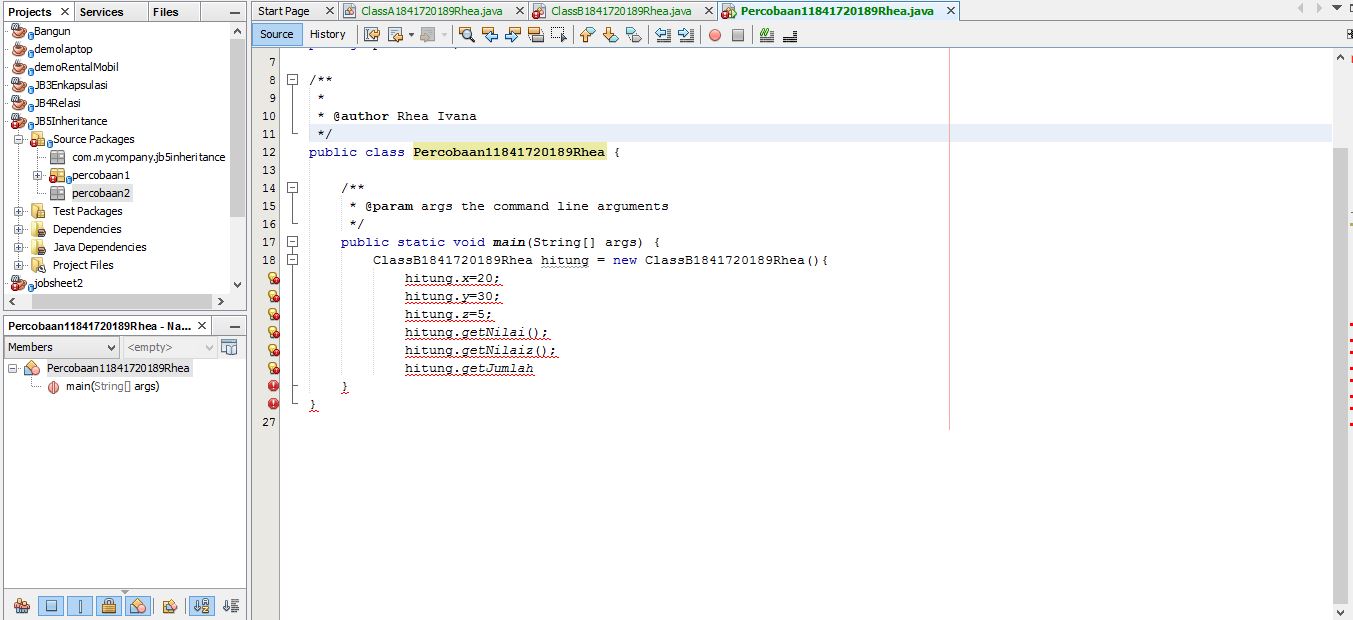 Projects
Services
Files
Bangun
demolaptop
demoRentalMobil
JB3Enkapsulasi
JB4Relasi
JB5Inheritance
Source Packages
com.mycompany.jb5inheritance
percobaan1
percobaan2
Test Packages
Dependencies
Java Dependencies
Project Files
jobsheet2
Percobaan11841720189Rhea - Na...
Members
<empty>
Percobaan11841720189Rhea
main(String[] args)
Start Page
ClassA1841720189Rhea.java
ClassB1841720189Rhea.java
Percobaan11841720189Rhea.java
Source
History
7
8 /**
9 *
10 * @author Rhea Ivana
11 */
12 public class Percobaan11841720189Rhea {
13
14 /**
15 * @param args the command line arguments
16 */
17 public static void main(String[] args) {
18 ClassB1841720189Rhea hitung = new ClassB1841720189Rhea(){
hitung.x=20;
hitung.y=30;
hitung.z=5;
hitung.getNilai();
hitung.getNilaiz();
hitung.getJumlah
}
}
27